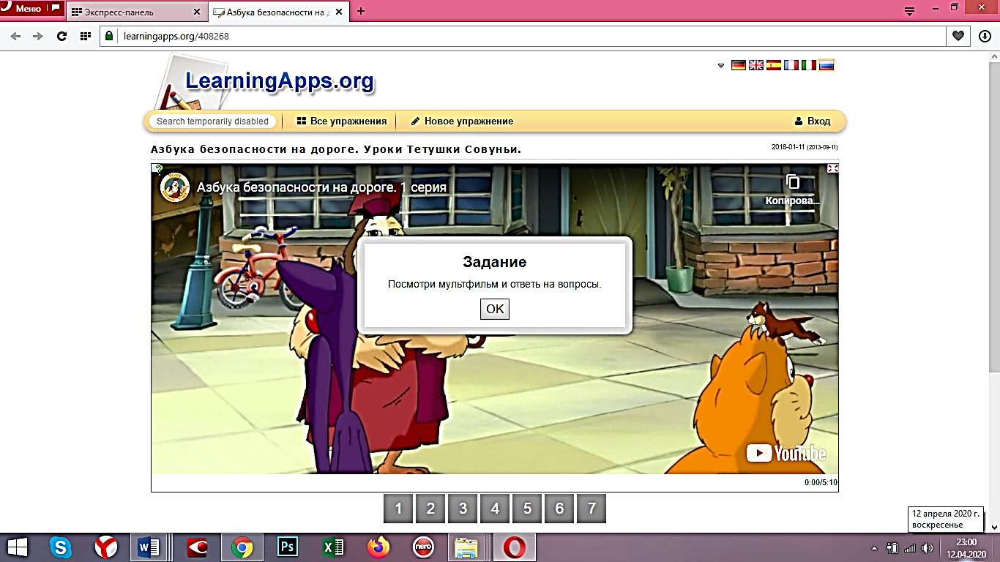 Меню
Экспресс-панель
Азбука безопасности на д
learningapps.org/408268
LearningApps.org
Search temporarily disabled
Все упражнения
Новое упражнение
Вход
Азбука безопасности на дороге. Уроки Тетушки Совуньи.
2018-01-11 (2013-09-11)
?
Азбука безопасности на дороге. 1 серия
Копирова...
Задание
Посмотри мультфильм и ответь на вопросы.
OK
YouTube
0:00/5:10
1 2 3 4 5 6 7
12 апреля 2020 г.
воскресенье
Ps
nero
23:00
12.04.2020